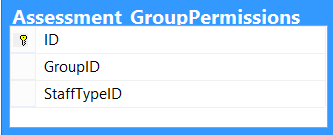 Assessment_GroupPermissions
ID
GroupID
StaffTypeID